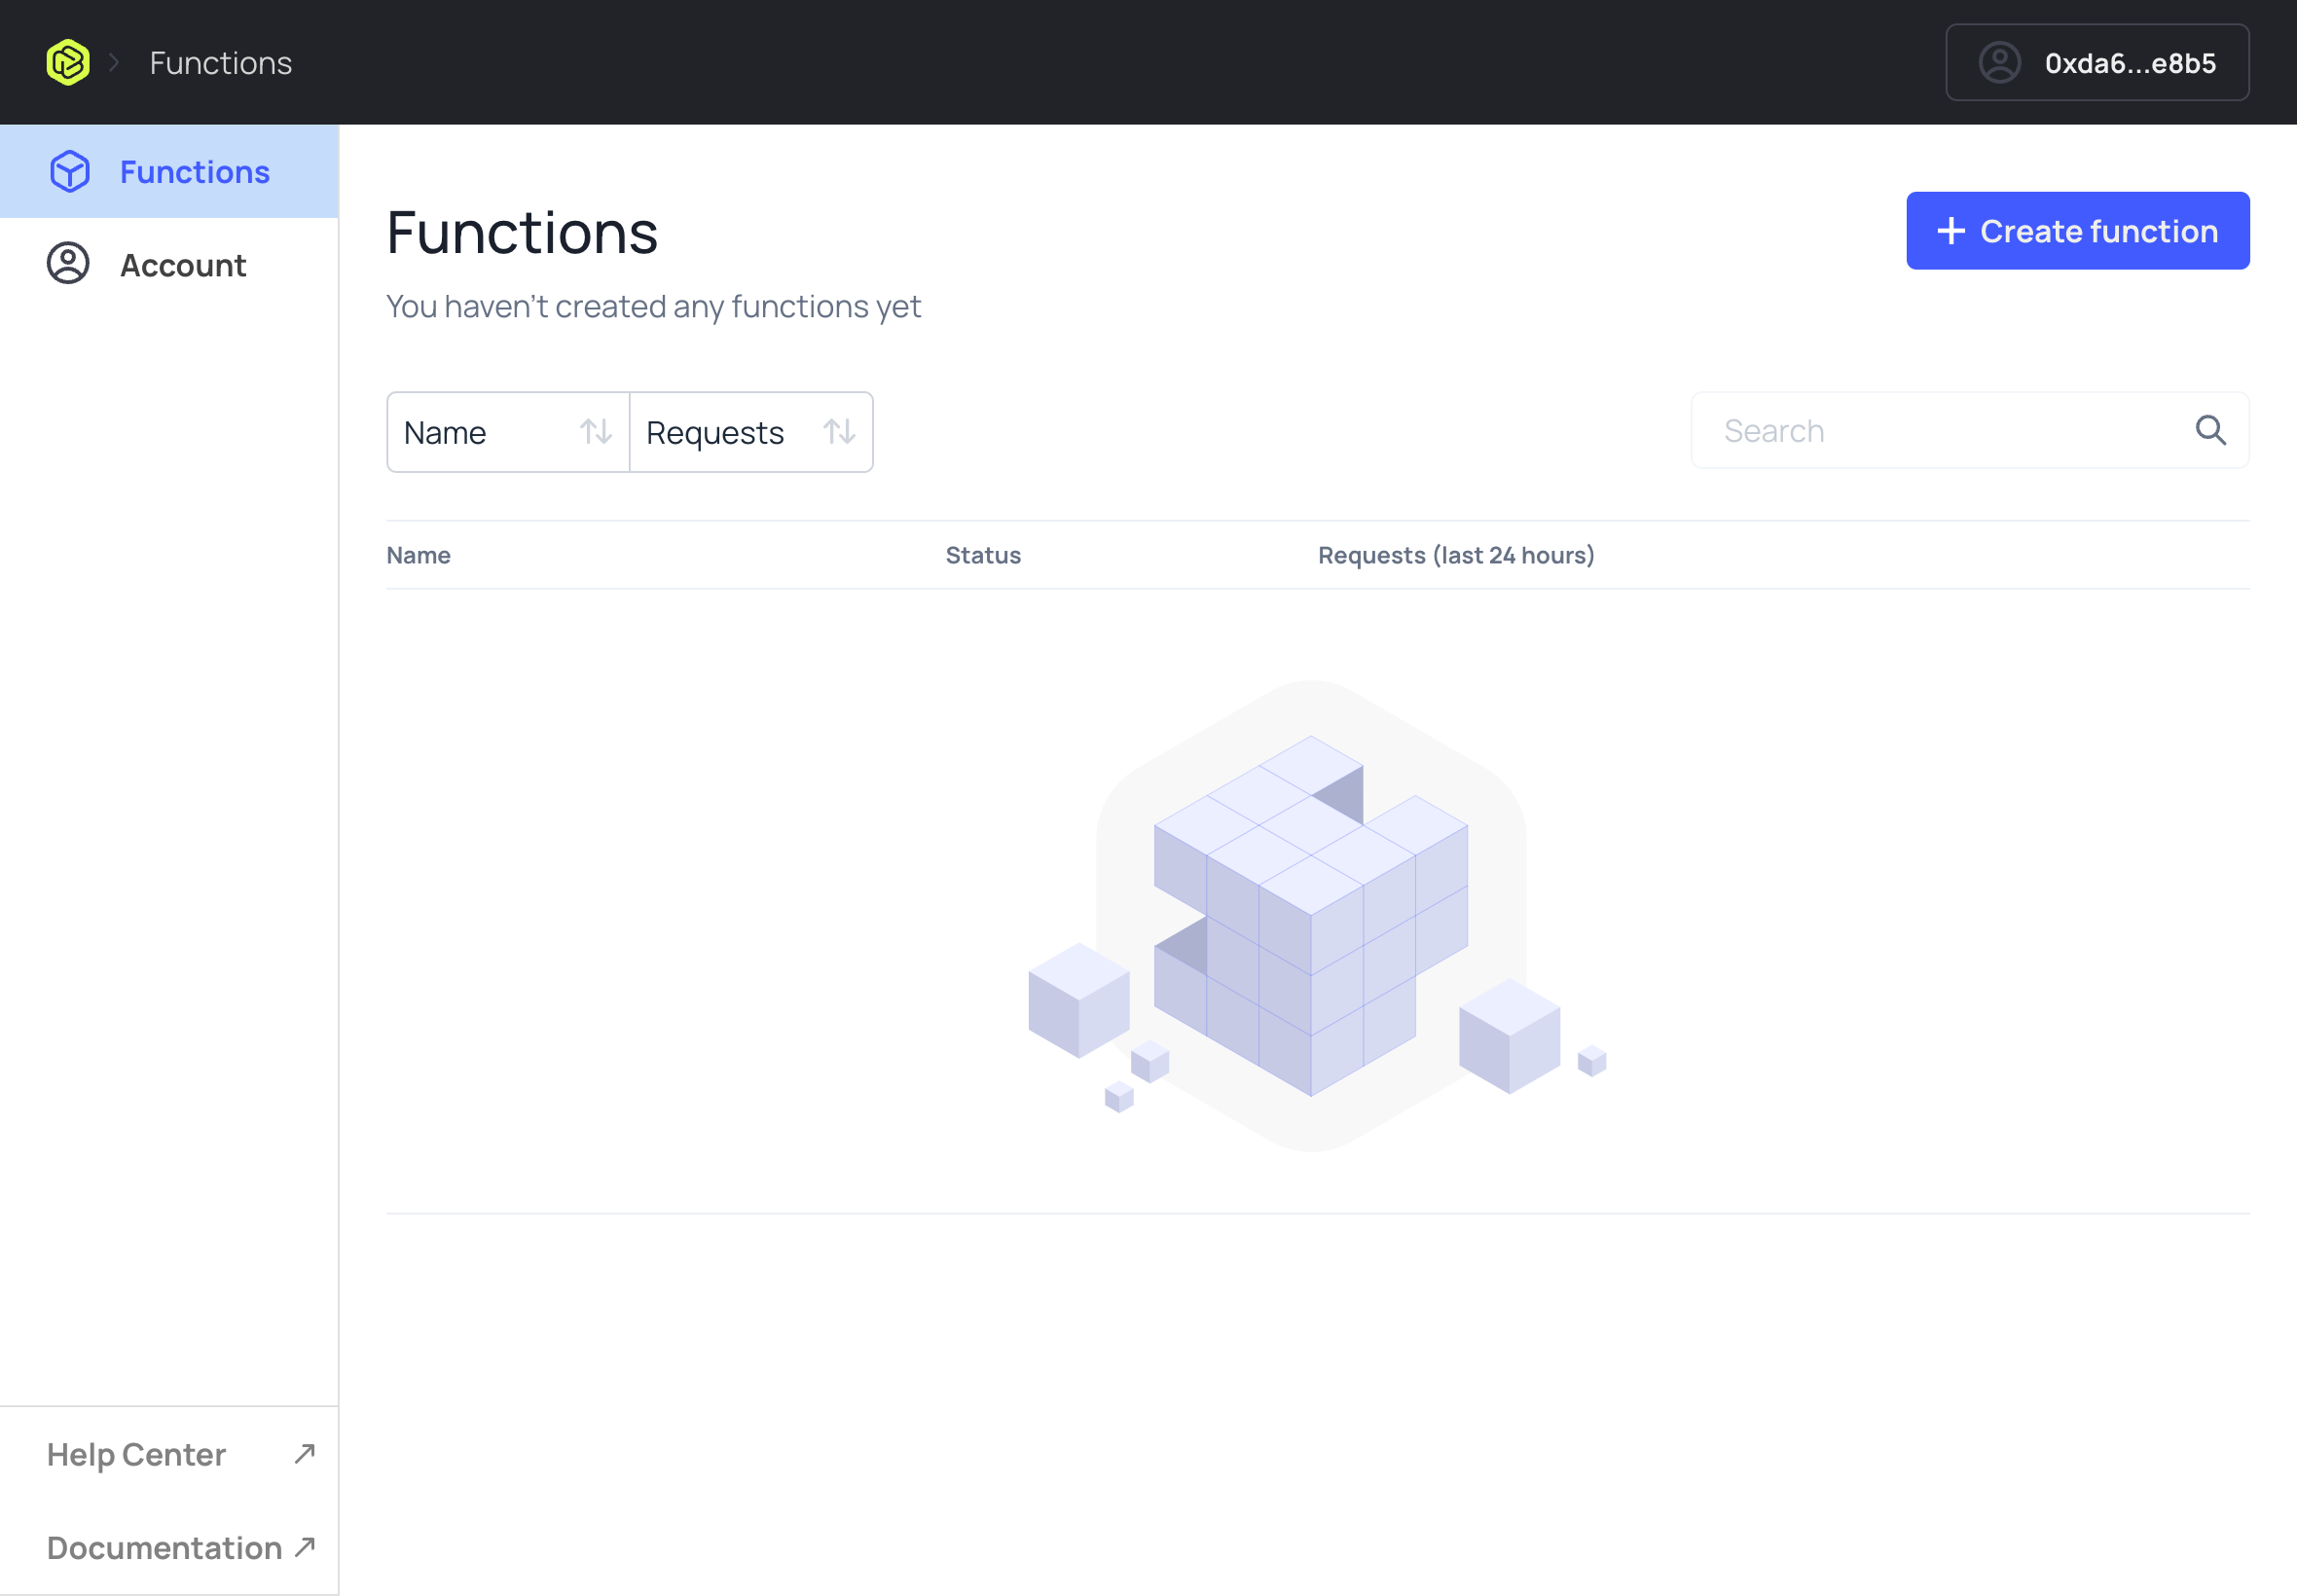 Functions
0xda6...e8b5
Functions
Account
Functions
Create function
You haven't created any functions yet
Name
Requests
Search
Name
Status
Requests (last 24 hours)
Help Center
Documentation